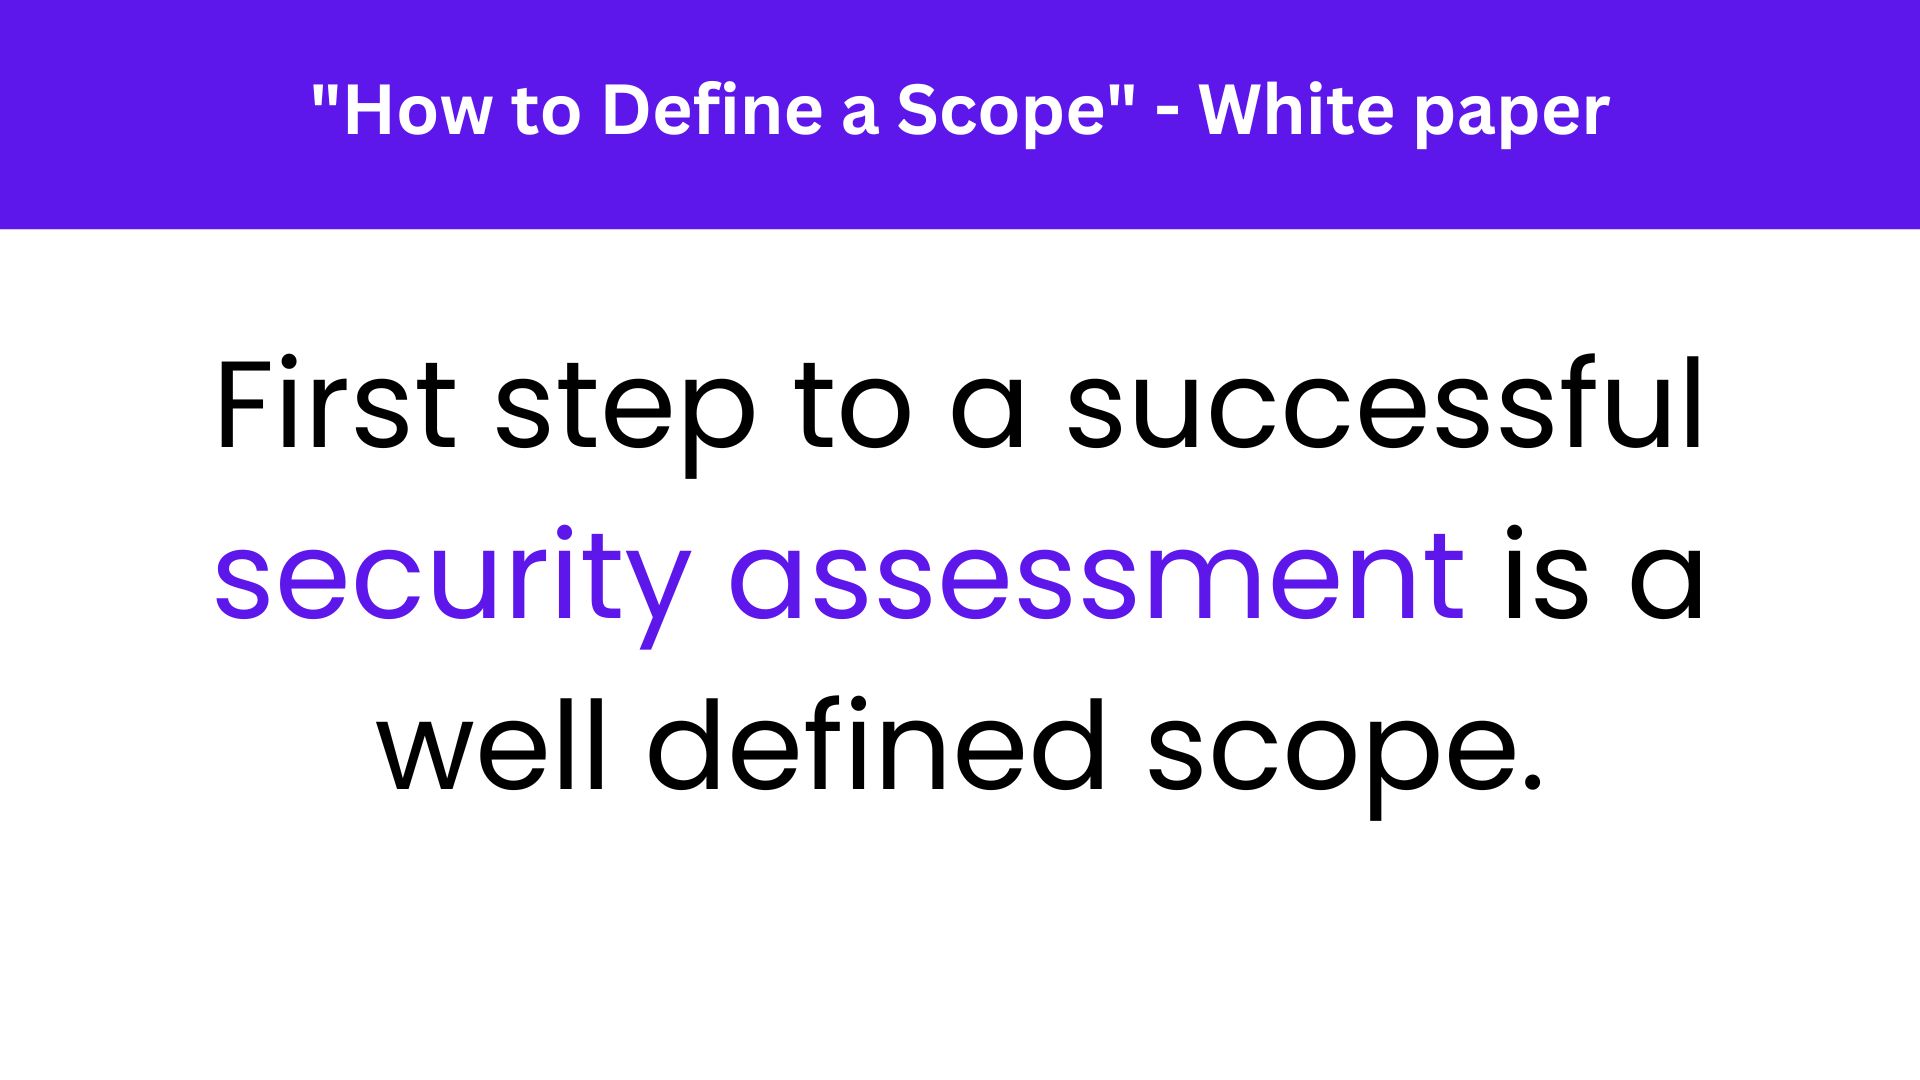 "How to Define a Scope" - White paper
First step to a successful
security assessment is a
well defined scope.